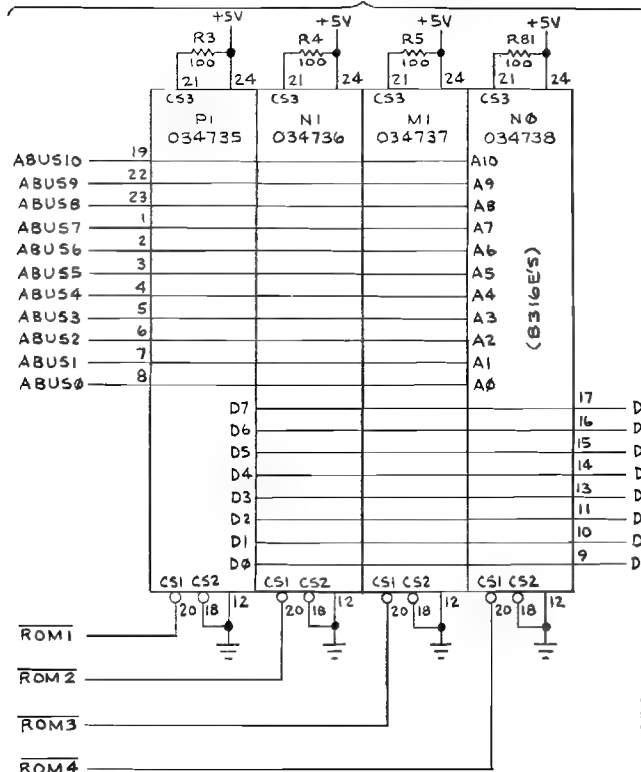 +5V +5V +5V +5V
R3 R4 R5 R81
100 100 100 100
21 24 21 24 21 24 21 24
CS3 CS3 CS3 CS3
P1 N1 M1 NØ
034735 034736 034737 034738
ABUS10 19 A10
ABUS9 22 A9
ABUS8 23 A8
ABUS7 1 A7
ABUS6 2 A6
ABUS5 3 A5
ABUS4 4 A4
ABUS3 5 A3
ABUS2 6 A2
ABUS1 7 A1
ABUSØ 8 AØ
(8316E'S)
D7 17 D
D6 16 D
D5 15 D
D4 14 D
D3 13 D
D2 11 D
D1 10 D
DØ 9 D
CS1 CS2 CS1 CS2 CS1 CS2 CS1 CS2
20 18 12 20 18 12 20 18 12 20 18 12
ROM1
ROM2
ROM3
ROM4